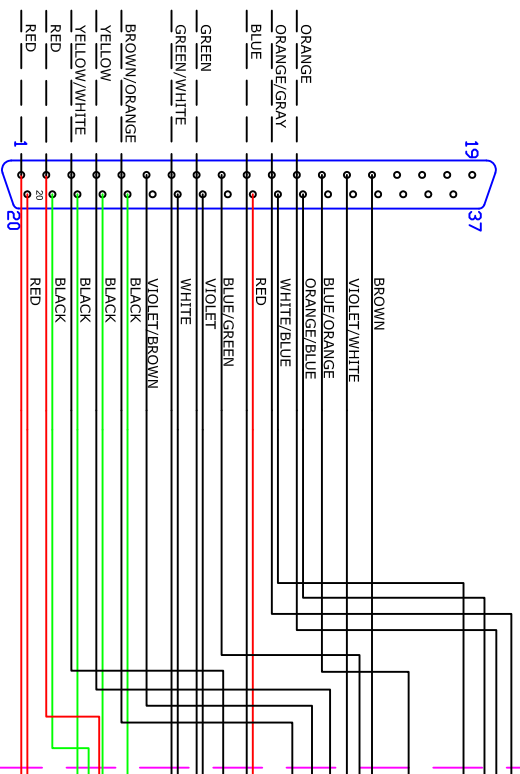 RED
RED
YELLOW/WHITE
YELLOW
BROWN/ORANGE
GREEN/WHITE
GREEN
BLUE
ORANGE/GRAY
ORANGE
1
19
20
20
37
RED
BLACK
BLACK
BLACK
BLACK
VIOLET/BROWN
WHITE
VIOLET
BLUE/GREEN
RED
WHITE/BLUE
ORANGE/BLUE
BLUE/ORANGE
VIOLET/WHITE
BROWN